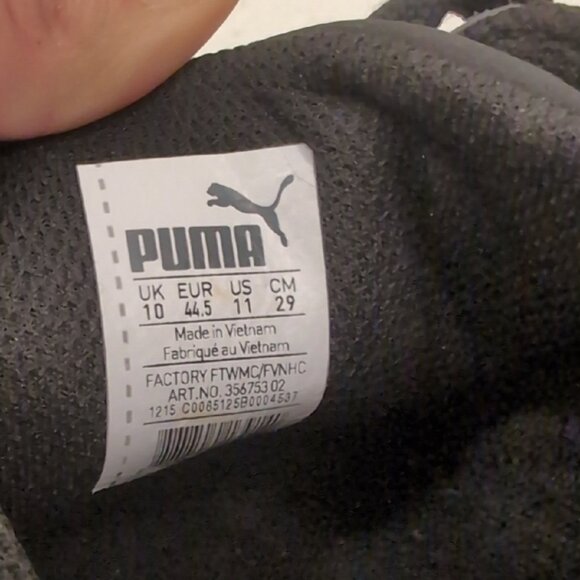 PUMA
UK EUR US CM
10 44.5 11 29
Made in Vietnam
Fabriqué au Vietnam
FACTORY FTWMC/FVNHC
ART.NO. 356753 02
1215 C0065125B0004537